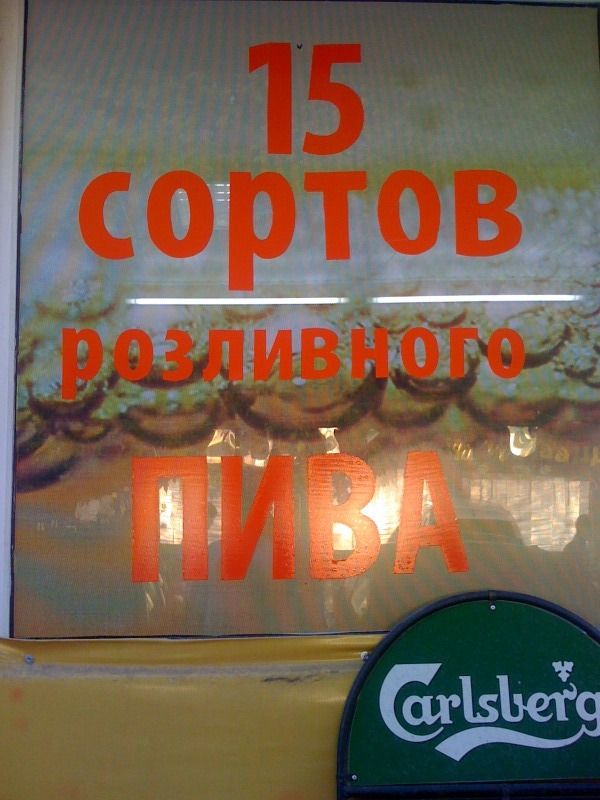 15
сортов
розливного
ПИВА
Carlsberg